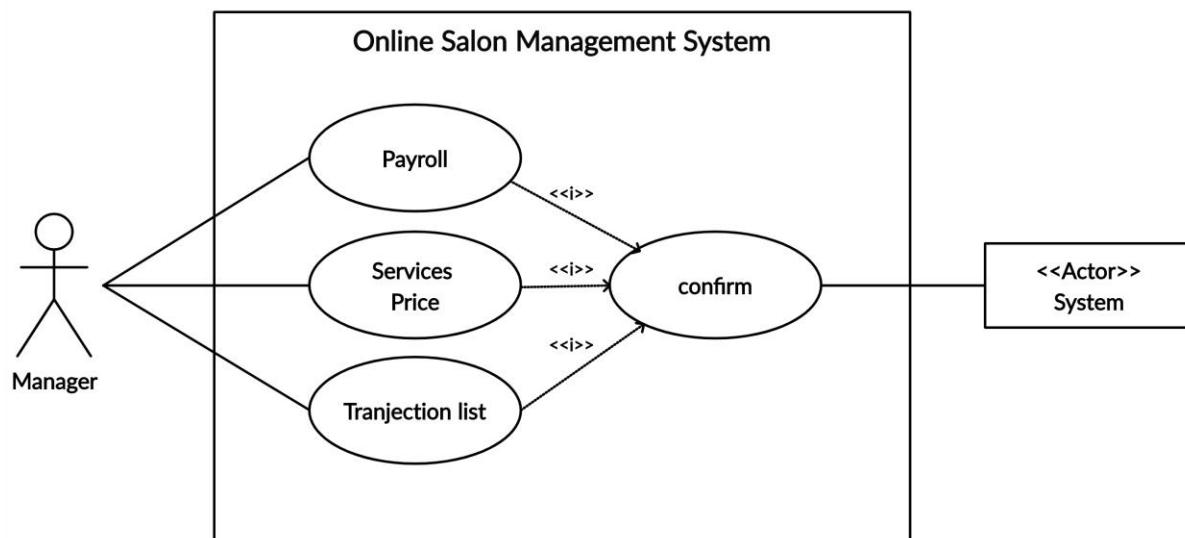 Online Salon Management System
Payroll
<<i>>
Services
Price
<<i>>
confirm
<<Actor>>
System
<<i>>
Manager
Tranjection list